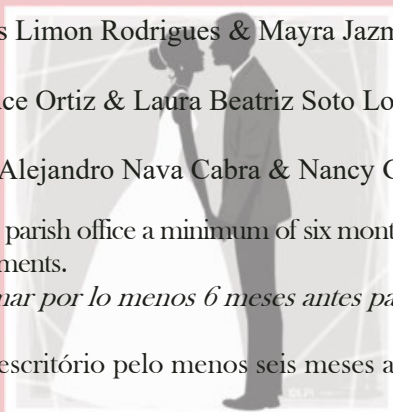 s Limon Rodrigues & Mayra Jazm
ce Ortiz & Laura Beatriz Soto Lo
Alejandro Nava Cabra & Nancy
parish office a minimum of six mont
ments.
mar por lo menos 6 meses antes pa
escritório pelo menos seis meses a